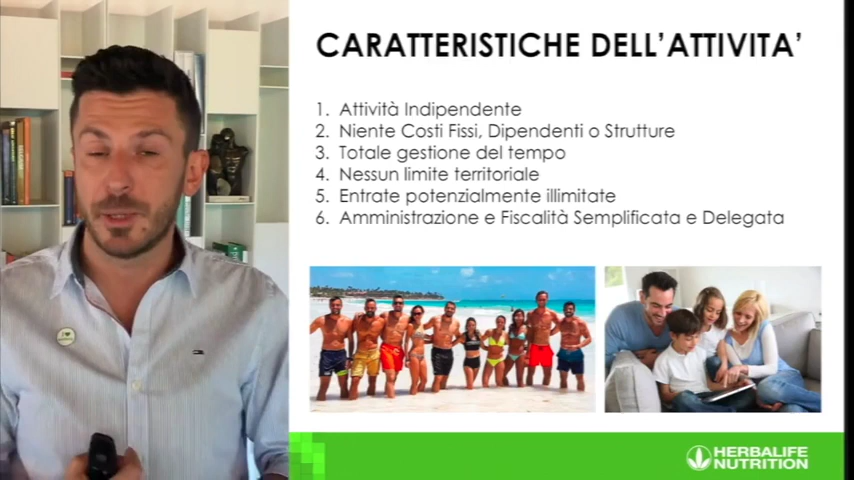 CARATTERISTICHE DELL'ATTIVITA'
1. Attività Indipendente
2. Niente Costi Fissi, Dipendenti o Strutture
3. Totale gestione del tempo
4. Nessun limite territoriale
5. Entrate potenzialmente illimitate
6. Amministrazione e Fiscalità Semplificata e Delegata
HERBALIFE
NUTRITION